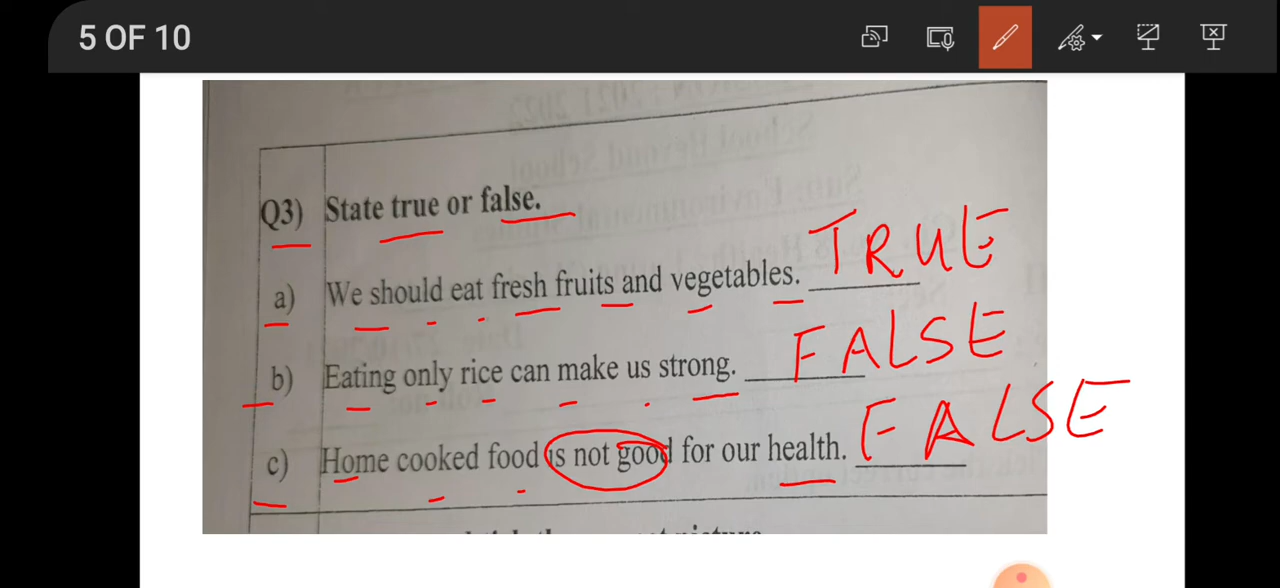 5 OF 10
Q3) State true or false.
a) We should eat fresh fruits and vegetables. TRUE
b) Eating only rice can make us strong. FALSE
c) Home cooked food is not good for our health. FALSE